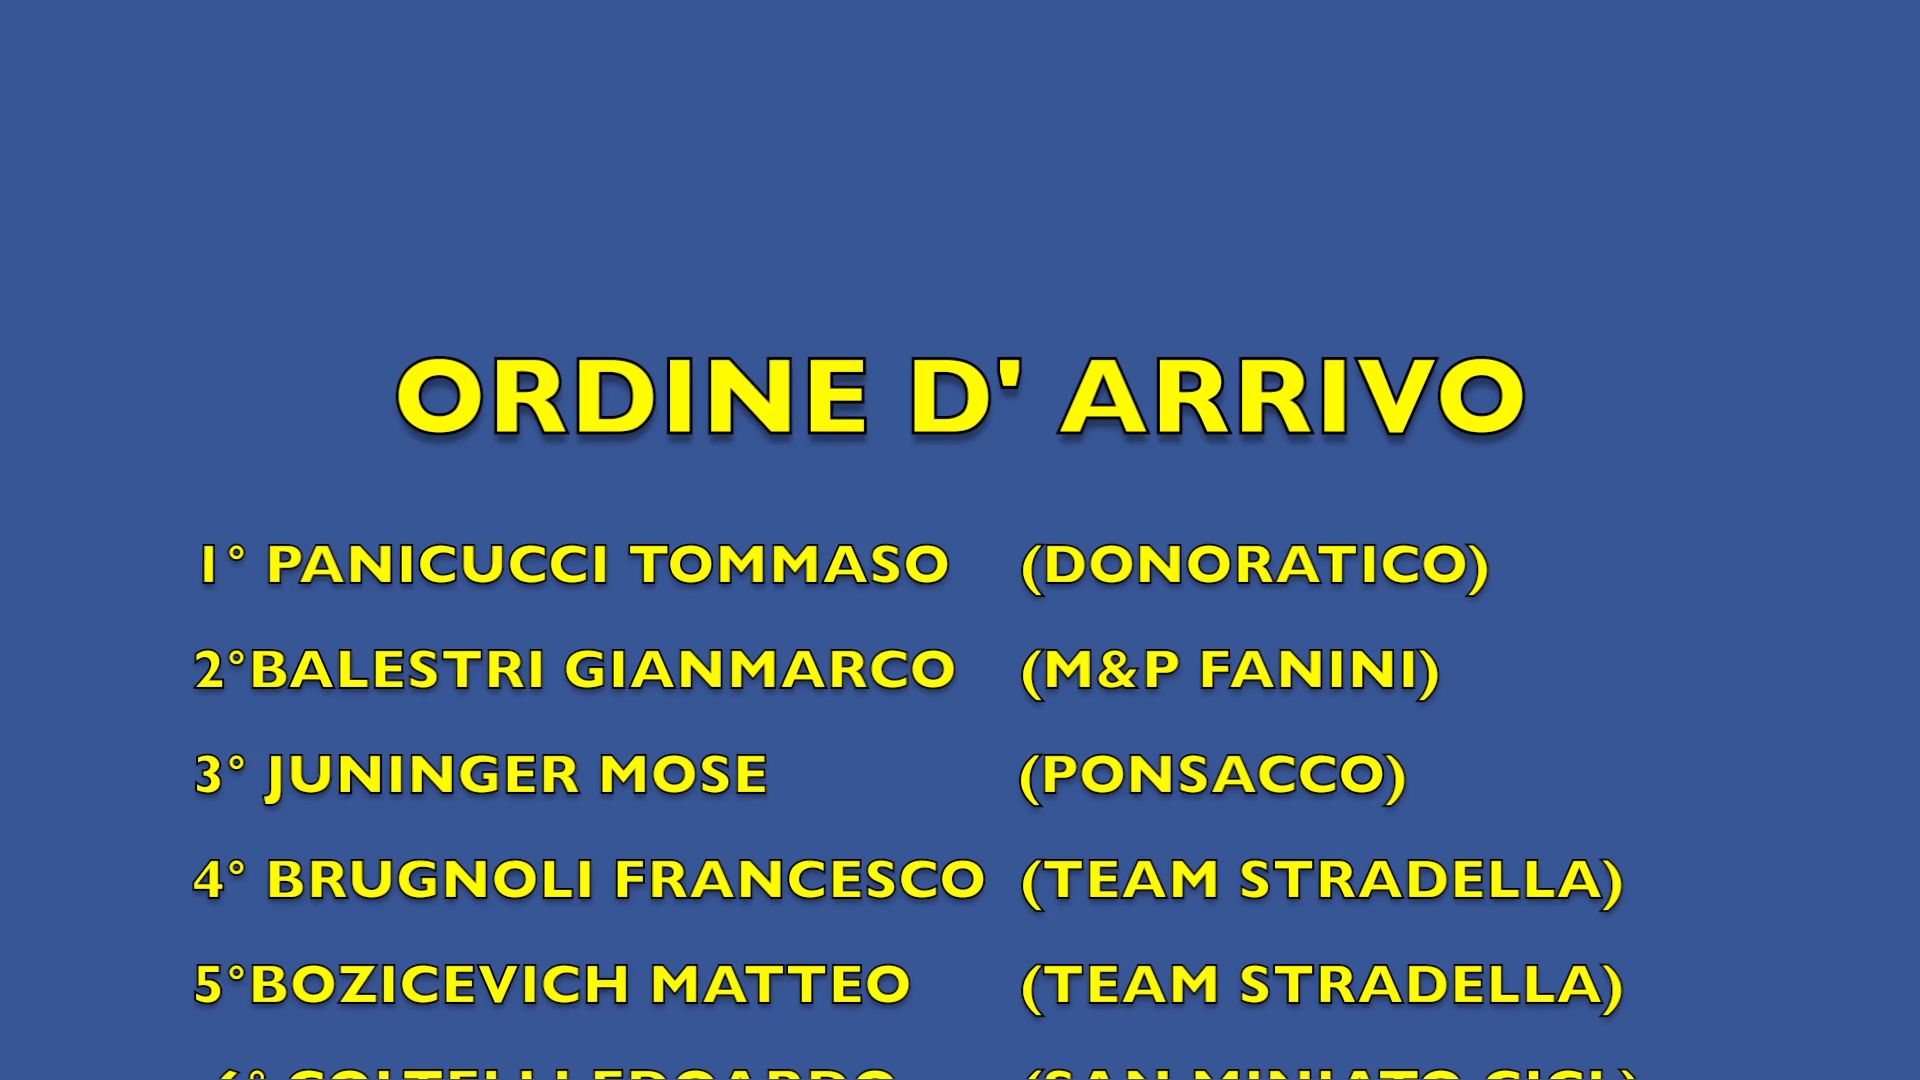 ORDINE D' ARRIVO
1° PANICUCCI TOMMASO (DONORATICO)
2°BALESTRI GIANMARCO (M&P FANINI)
3° JUNINGER MOSE (PONSACCO)
4° BRUGNOLI FRANCESCO (TEAM STRADELLA)
5°BOZICEVICH MATTEO (TEAM STRADELLA)